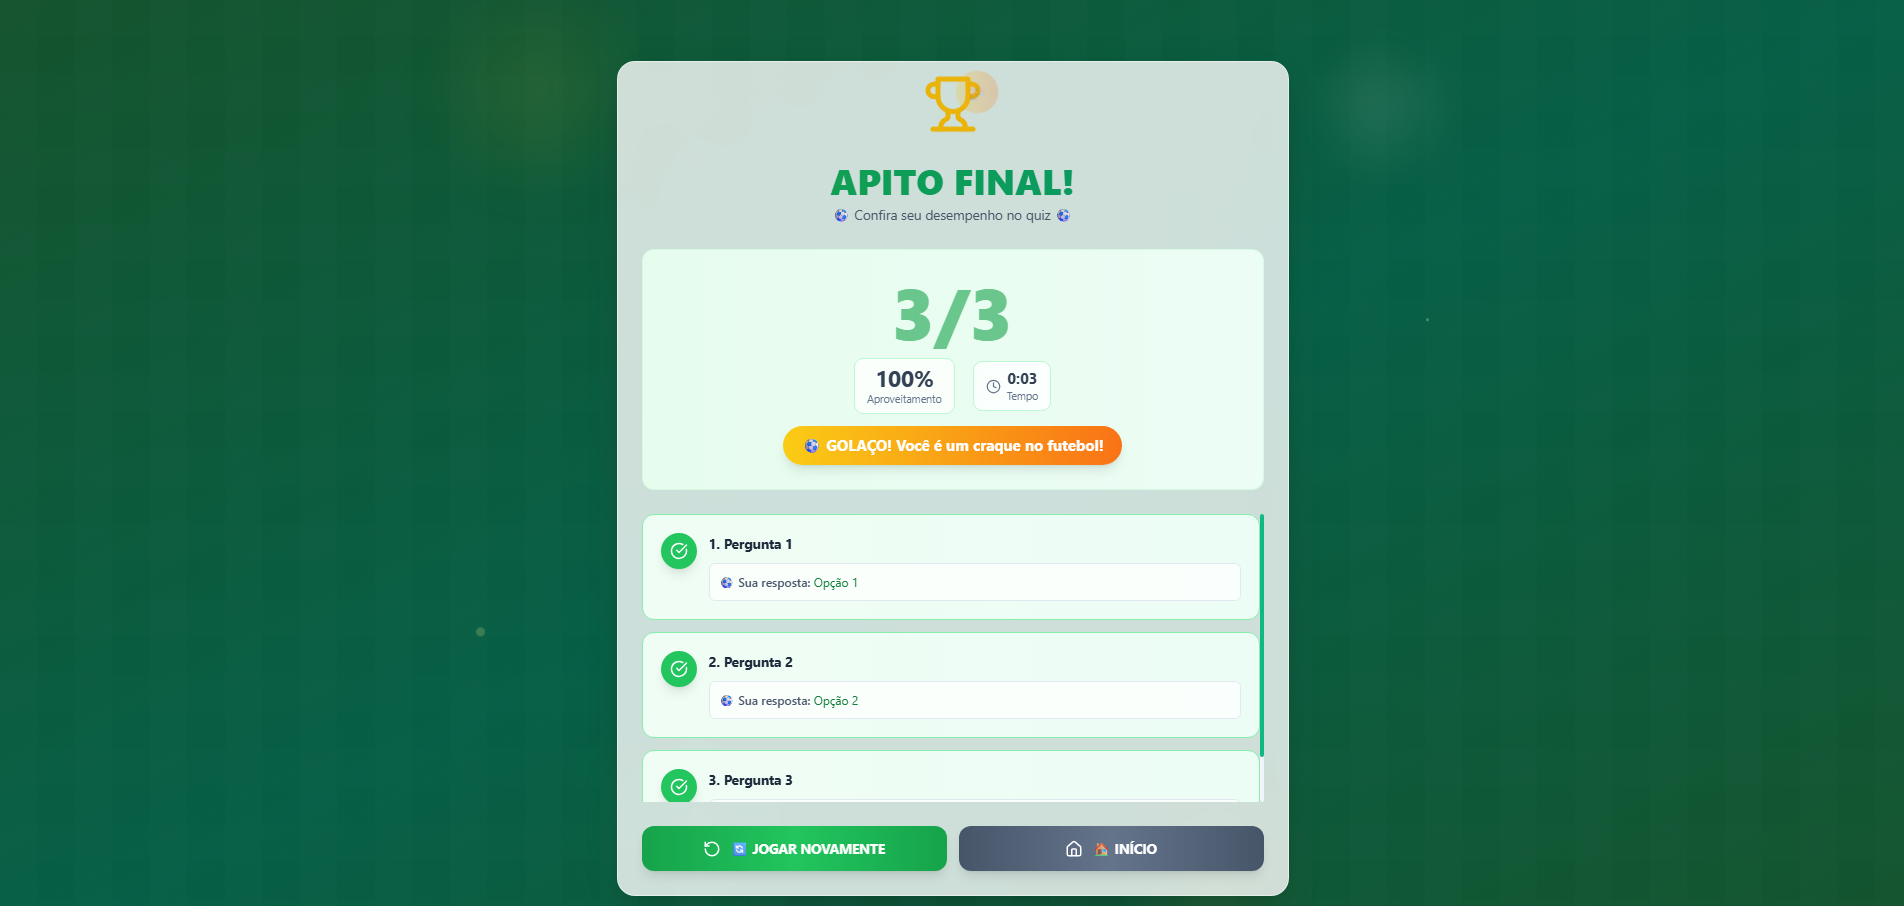 APITO FINAL!
Confira seu desempenho no quiz
3/3
100%
Aproveitamento
0:03
Tempo
GOLAÇO! Você é um craque no futebol!
1. Pergunta 1
Sua resposta: Opção 1
2. Pergunta 2
Sua resposta: Opção 2
3. Pergunta 3
JOGAR NOVAMENTE
INÍCIO